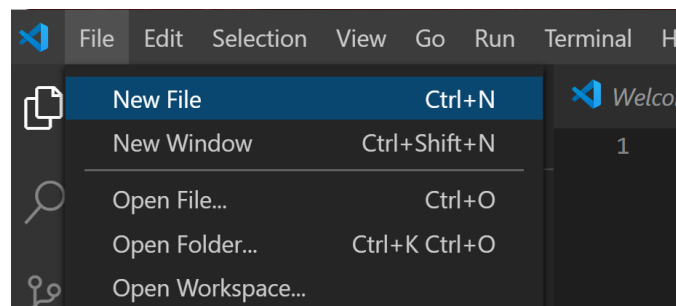 File Edit Selection View Go Run Terminal
New File Ctrl+N
New Window Ctrl+Shift+N
Open File... Ctrl+O
Open Folder... Ctrl+K Ctrl+O
Open Workspace...
1